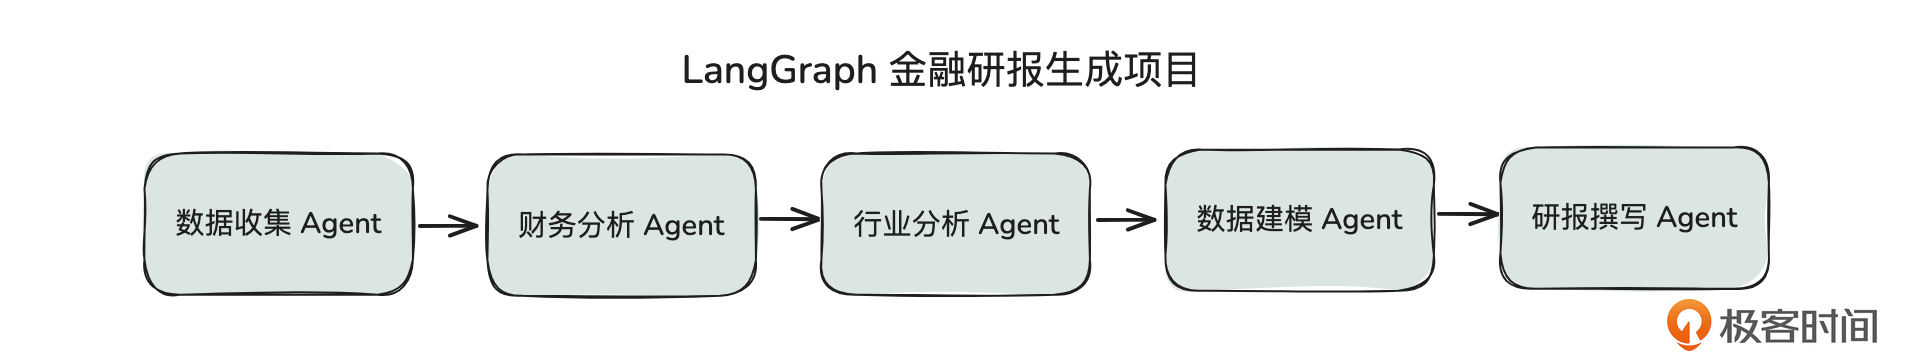 LangGraph 金融研报生成项目
数据收集 Agent
财务分析 Agent
行业分析 Agent
数据建模 Agent
研报撰写 Agent
极客时间